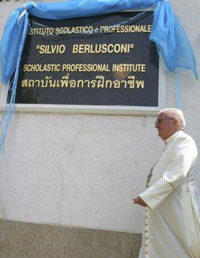 ISTITUTO SCOLASTICO e PROFESSIONALE
"SILVIO BERLUSCONI"
SCHOLASTIC PROFESSIONAL INSTITUTE
สถาบันเพื่อการฝึกอาชีพ